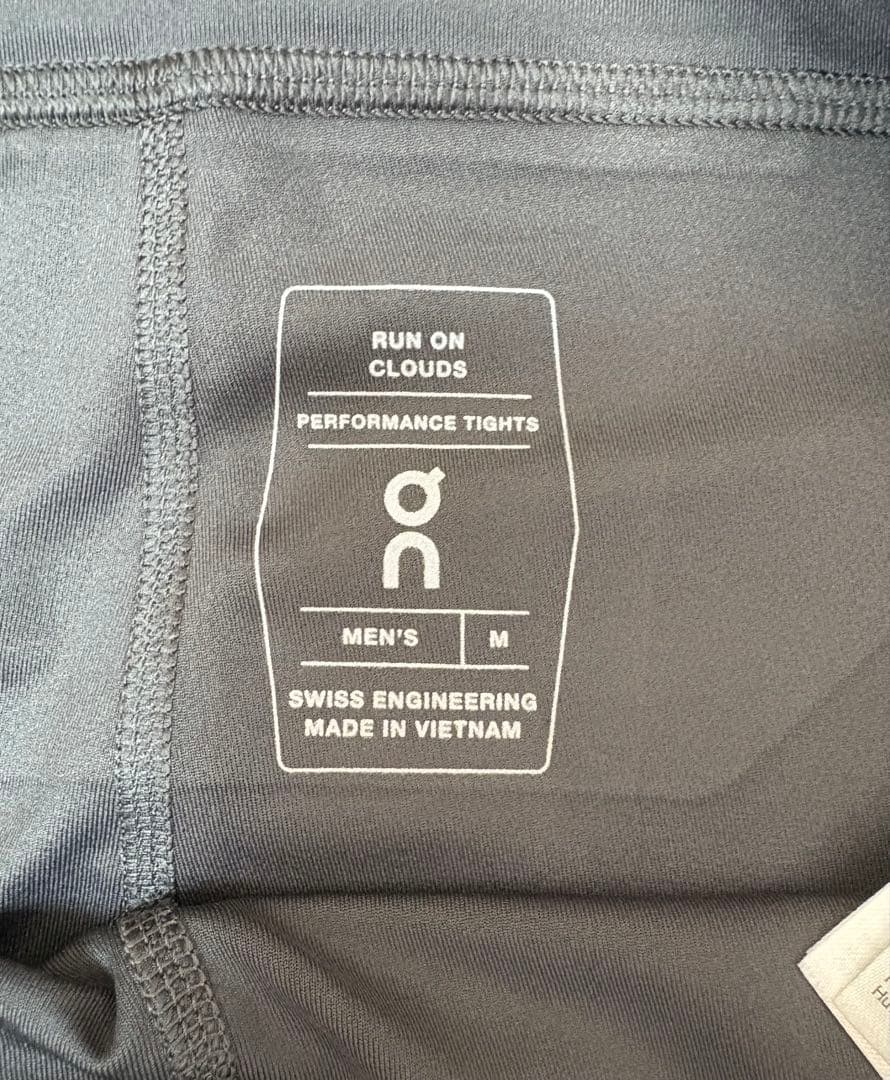 RUN ON
CLOUDS
PERFORMANCE TIGHTS
MEN'S M
SWISS ENGINEERING
MADE IN VIETNAM